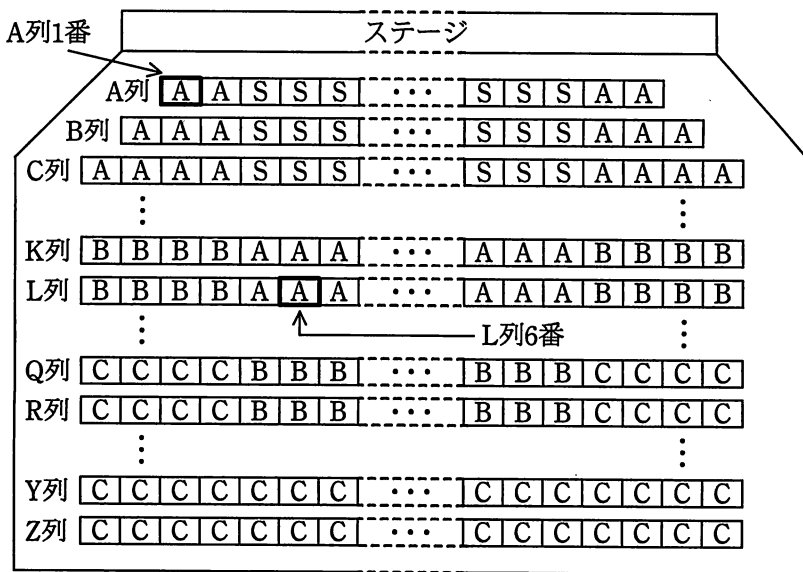 ステージ
A列1番
A列 A A S S S ・・・ S S S A A
B列 A A A S S S ・・・ S S S A A A
C列 A A A A S S S ・・・ S S S A A A A
K列 B B B B A A A ・・・ A A A B B B B
L列 B B B B A A A ・・・ A A A B B B B
L列6番
Q列 C C C C B B B ・・・ B B B C C C C
R列 C C C C B B B ・・・ B B B C C C C
Y列 C C C C C C C ・・・ C C C C C C C
Z列 C C C C C C C ・・・ C C C C C C C